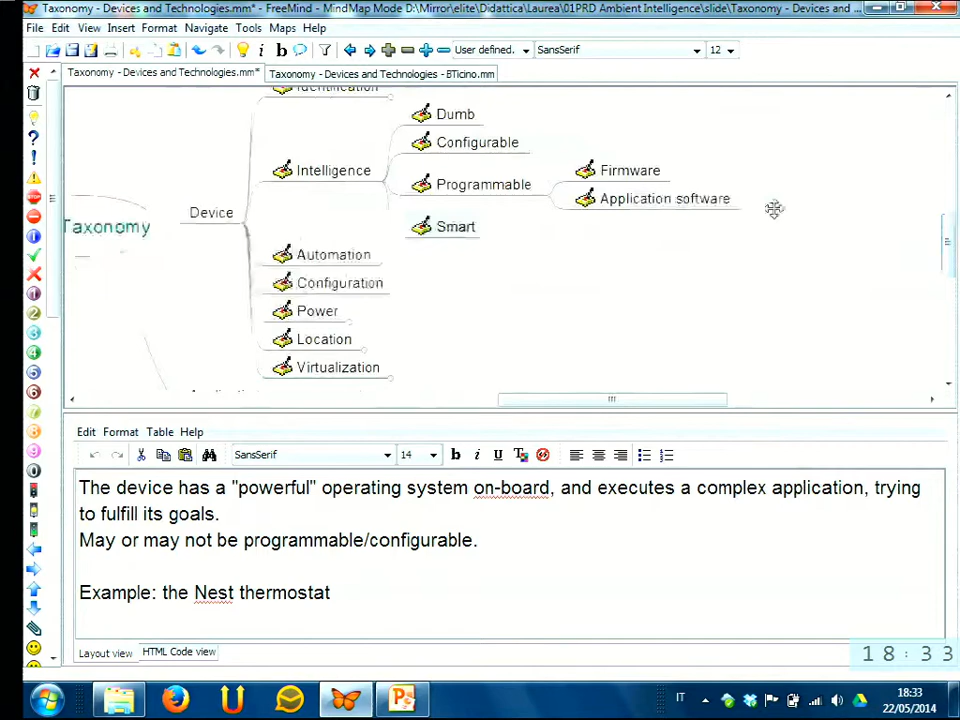 Taxonomy - Devices and Technologies.mm* - FreeMind - MindMap Mode D:\Mirror\elite\Didattica\Laurea\01PRD Ambient Intelligence\slide\Taxonomy - Devices and ...
File Edit View Insert Format Navigate Tools Maps Help
User defined. SansSerif 12
Taxonomy - Devices and Technologies.mm* Taxonomy - Devices and Technologies - BTicino.mm
Identification
Dumb
Configurable
Intelligence
Firmware
Programmable
Application software
Device
Taxonomy
Smart
Automation
Configuration
Power
Location
Virtualization
Edit Format Table Help
SansSerif 14
The device has a "powerful" operating system on-board, and executes a complex application, trying
to fulfill its goals.
May or may not be programmable/configurable.
Example: the Nest thermostat
Layout view HTML Code view
18:33
IT
18:33
22/05/2014